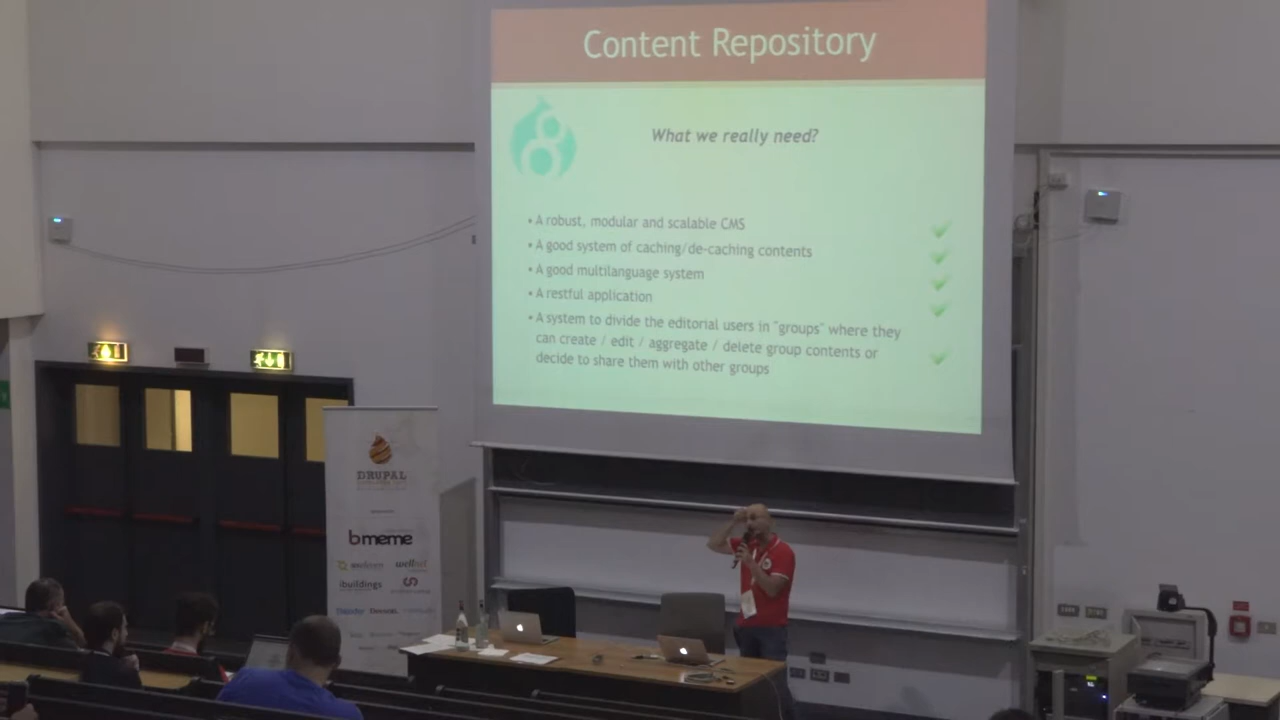 Content Repository
8
What we really need?
• A robust, modular and scalable CMS
• A good system of caching/de-caching contents
• A good multilanguage system
• A restful application
• A system to divide the editorial users in "groups" where they
can create / edit / aggregate / delete group contents or
decide to share them with other groups
DRUPAL
bmeme
wellnet
ibuildings